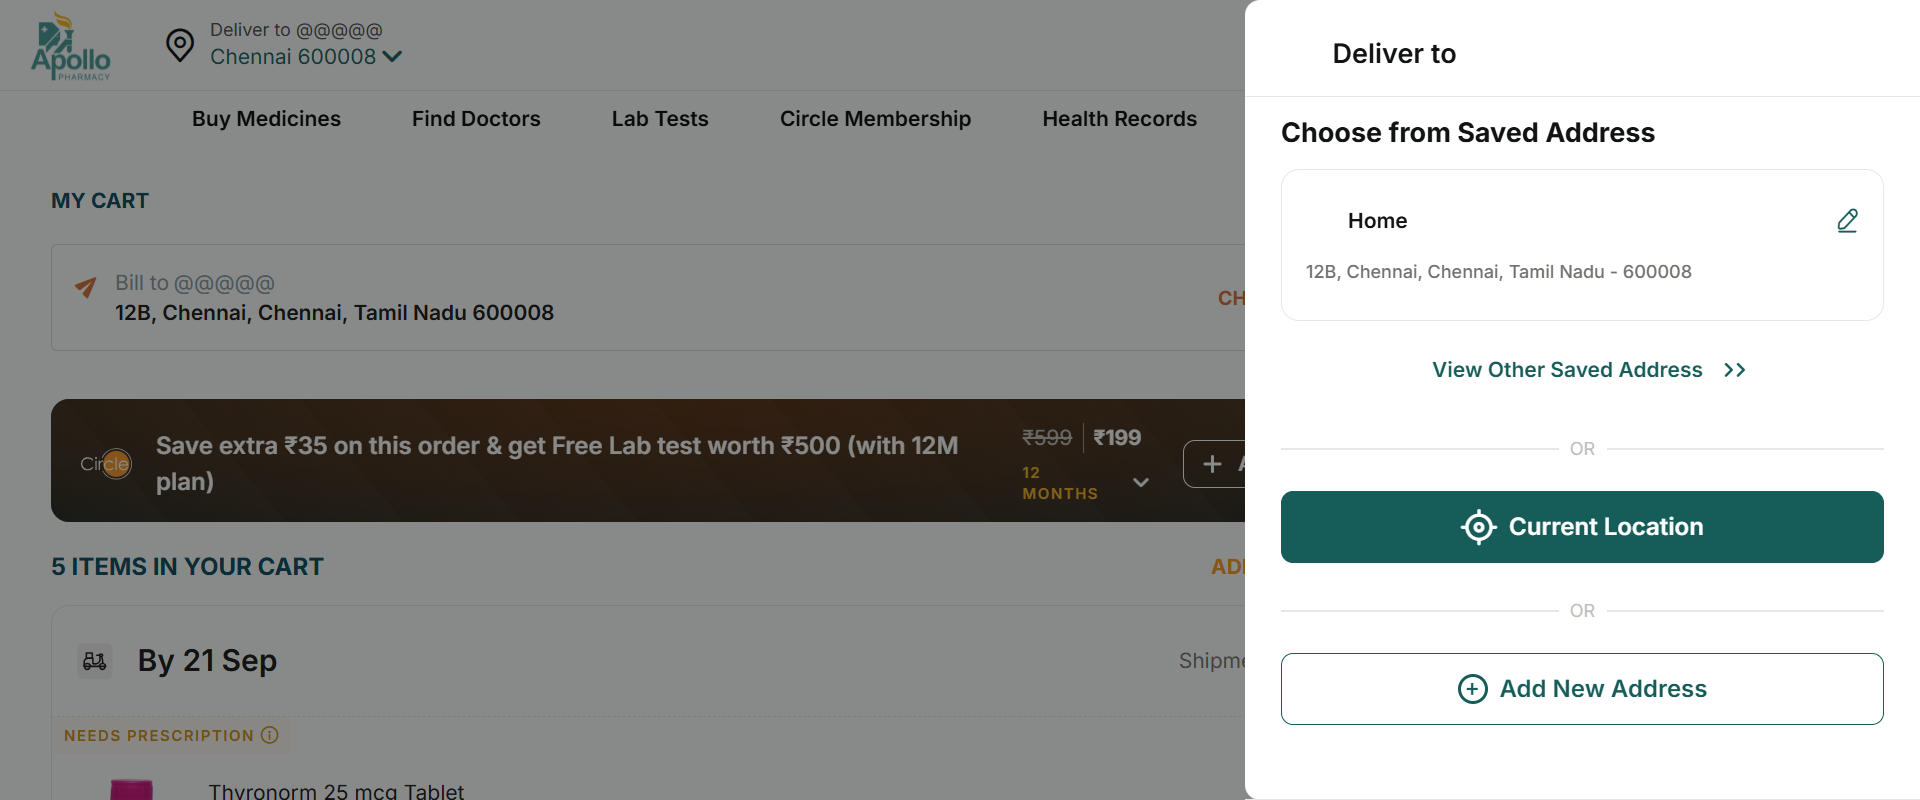 Apollo
PHARMACY
Deliver to @@@@@
Chennai 600008
Buy Medicines
Find Doctors
Lab Tests
Circle Membership
Health Records
MY CART
Bill to @@@@@
12B, Chennai, Chennai, Tamil Nadu 600008
CH
Circle
Save extra ₹35 on this order & get Free Lab test worth ₹500 (with 12M
plan)
₹599 ₹199
12
MONTHS
5 ITEMS IN YOUR CART
By 21 Sep
NEEDS PRESCRIPTION
Thyronorm 25 mcg Tablet
Deliver to
Choose from Saved Address
Home
12B, Chennai, Chennai, Tamil Nadu - 600008
View Other Saved Address
OR
Current Location
OR
Add New Address